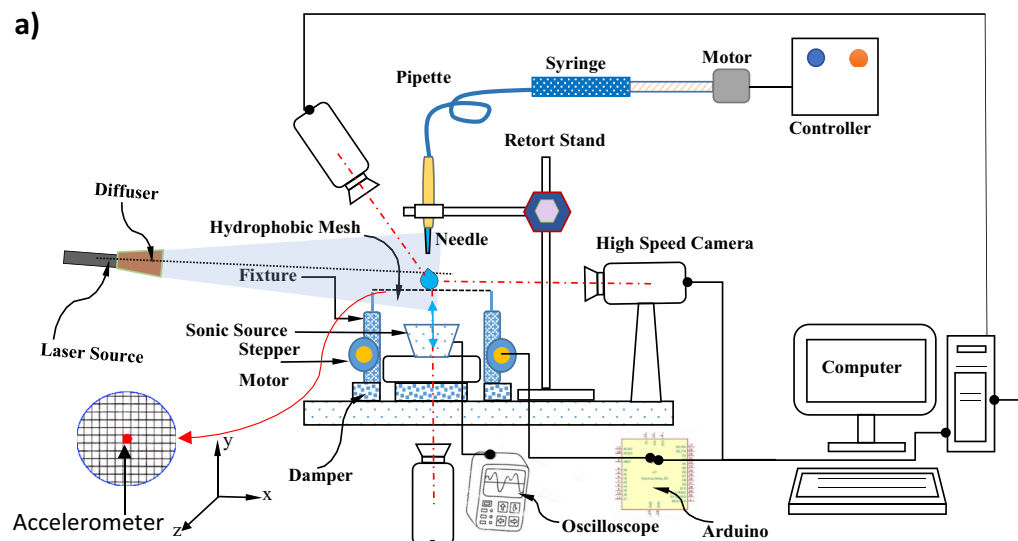 a)
Motor
Syringe
Pipette
Controller
Retort Stand
Diffuser
Hydrophobic Mesh
Needle
High Speed Camera
Fixture
Laser Source
Sonic Source
Stepper
Motor
Computer
y
x
z
Damper
Accelerometer
Oscilloscope
Arduino